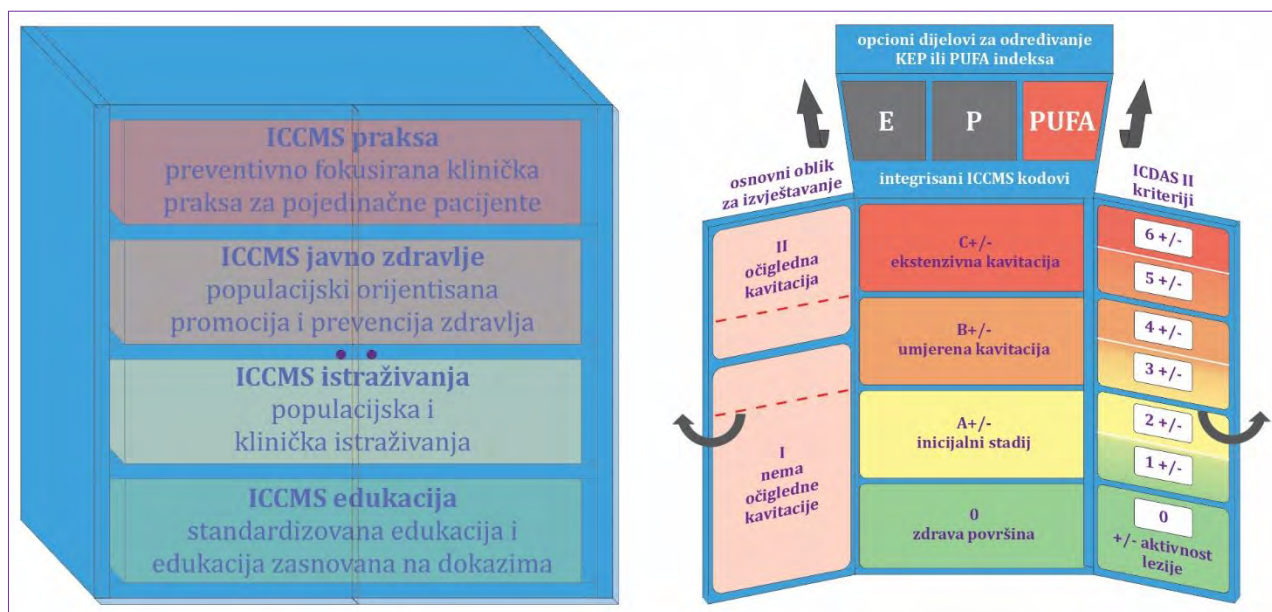 ICCMS praksa
preventivno fokusirana klinička
praksa za pojedinačne pacijente
ICCMS javno zdravlje
populacijski orijentisana
promocija i prevencija zdravlja
ICCMS istraživanja
populacijska i
klinička istraživanja
ICCMS edukacija
standardizovana edukacija i
edukacija zasnovana na dokazima
opcioni dijelovi za određivanje
KEP ili PUFA indeksa
E
P
PUFA
integrisani ICCMS kodovi
osnovni oblik
za izvještavanje
II
očigledna
kavitacija
I
nema
očigledne
kavitacije
C+/-
ekstenzivna kavitacija
B+/-
umjerena kavitacija
A+/-
inicijalni stadij
0
zdrava površina
ICDAS II
kriteriji
6 +/-
5 +/-
4 +/-
3 +/-
2 +/-
1 +/-
0
+/- aktivnost
lezije